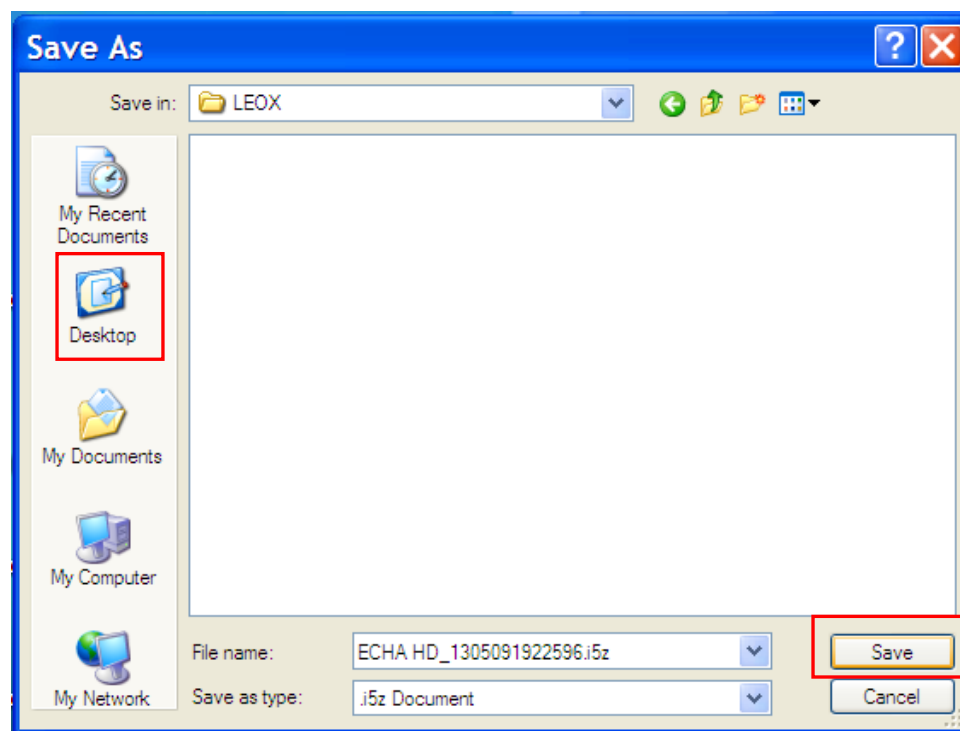 Save As
Save in: LEOX
My Recent
Documents
Desktop
My Documents
My Computer
My Network
File name: ECHA HD_1305091922596.i5z Save
Save as type: .i5z Document Cancel